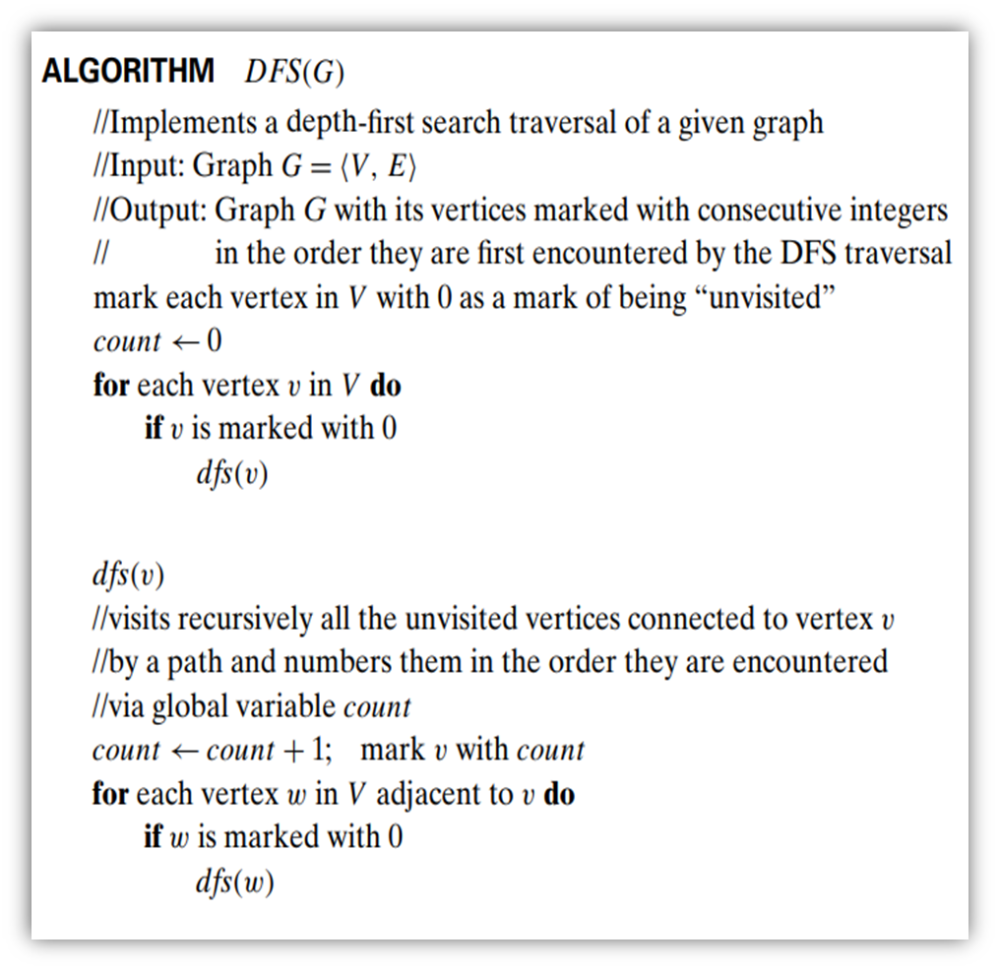 ALGORITHM DFS(G)
//Implements a depth-first search traversal of a given graph
//Input: Graph G = ⟨V, E⟩
//Output: Graph G with its vertices marked with consecutive integers
// in the order they are first encountered by the DFS traversal
mark each vertex in V with 0 as a mark of being “unvisited”
count ← 0
for each vertex v in V do
if v is marked with 0
dfs(v)
dfs(v)
//visits recursively all the unvisited vertices connected to vertex v
//by a path and numbers them in the order they are encountered
//via global variable count
count ← count + 1; mark v with count
for each vertex w in V adjacent to v do
if w is marked with 0
dfs(w)